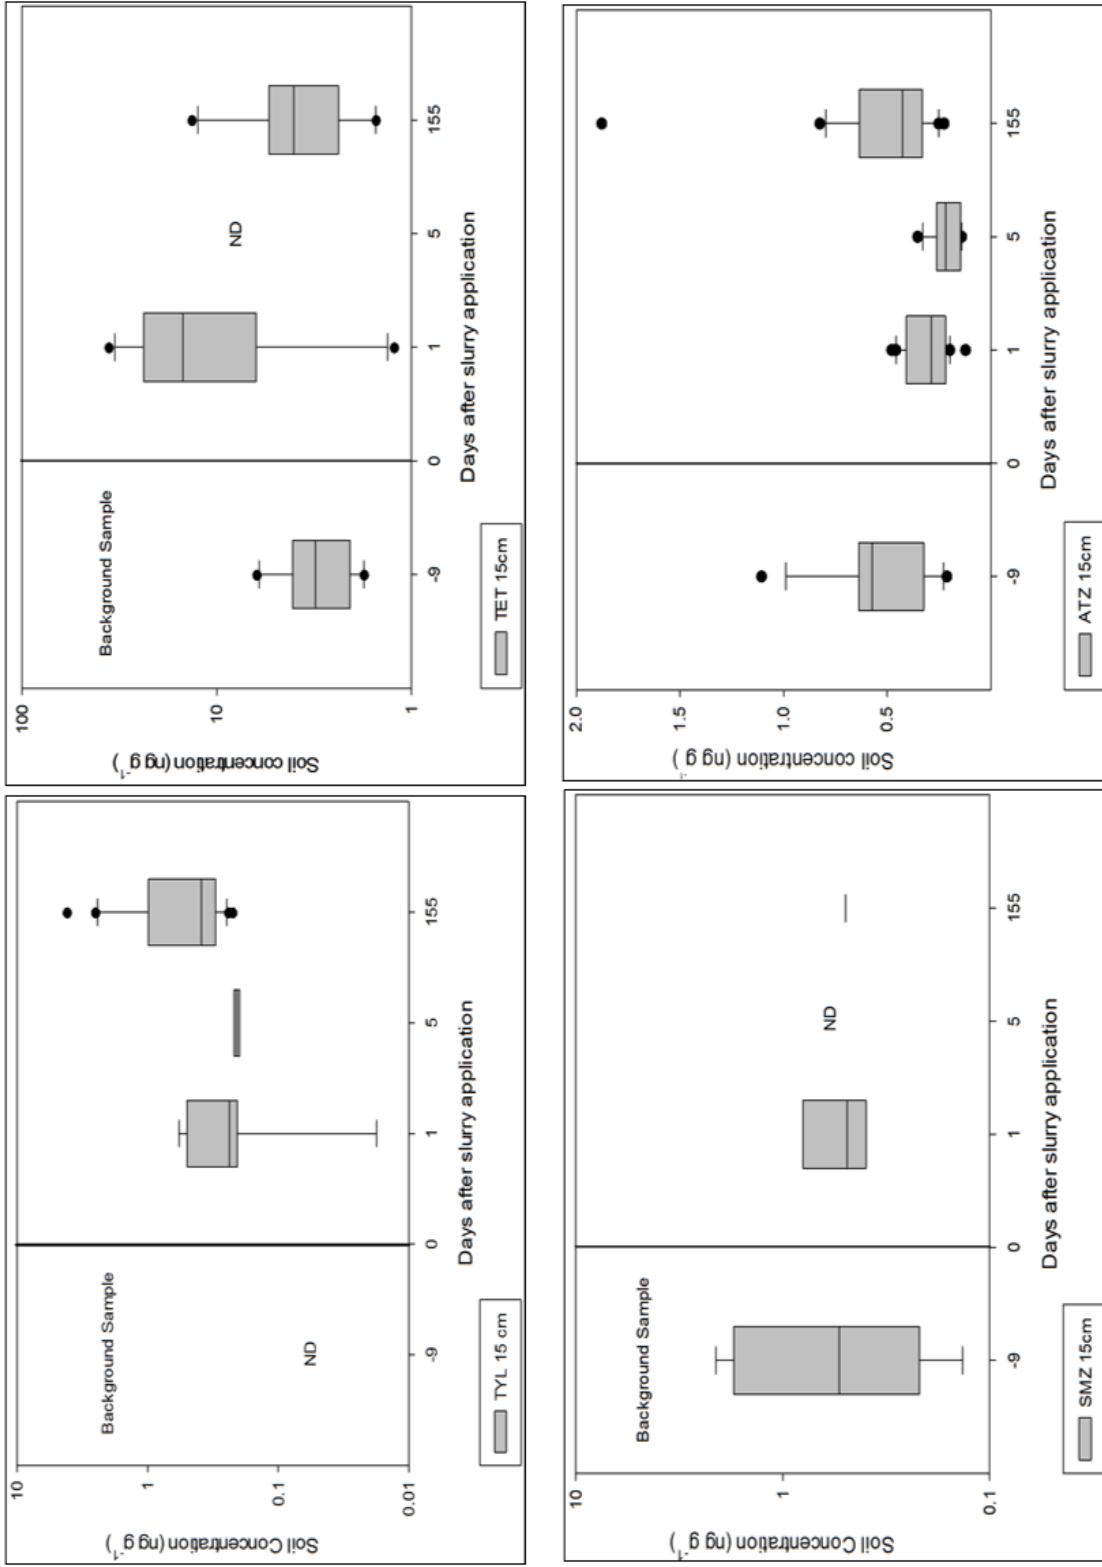 Soil Concentration (ng g⁻¹)
10
1
0.1
0.01
Background Sample
ND
-9
0
1
5
155
Days after slurry application
TYL 15 cm
Soil concentration (ng g⁻¹)
100
10
1
Background Sample
ND
-9
0
1
5
155
Days after slurry application
TET 15cm
Soil Concentration (ng g⁻¹)
10
1
0.1
Background Sample
ND
-9
0
1
5
155
Days after slurry application
SMZ 15cm
Soil concentration (ng g⁻¹)
2.0
1.5
1.0
0.5
-9
0
1
5
155
Days after slurry application
ATZ 15cm